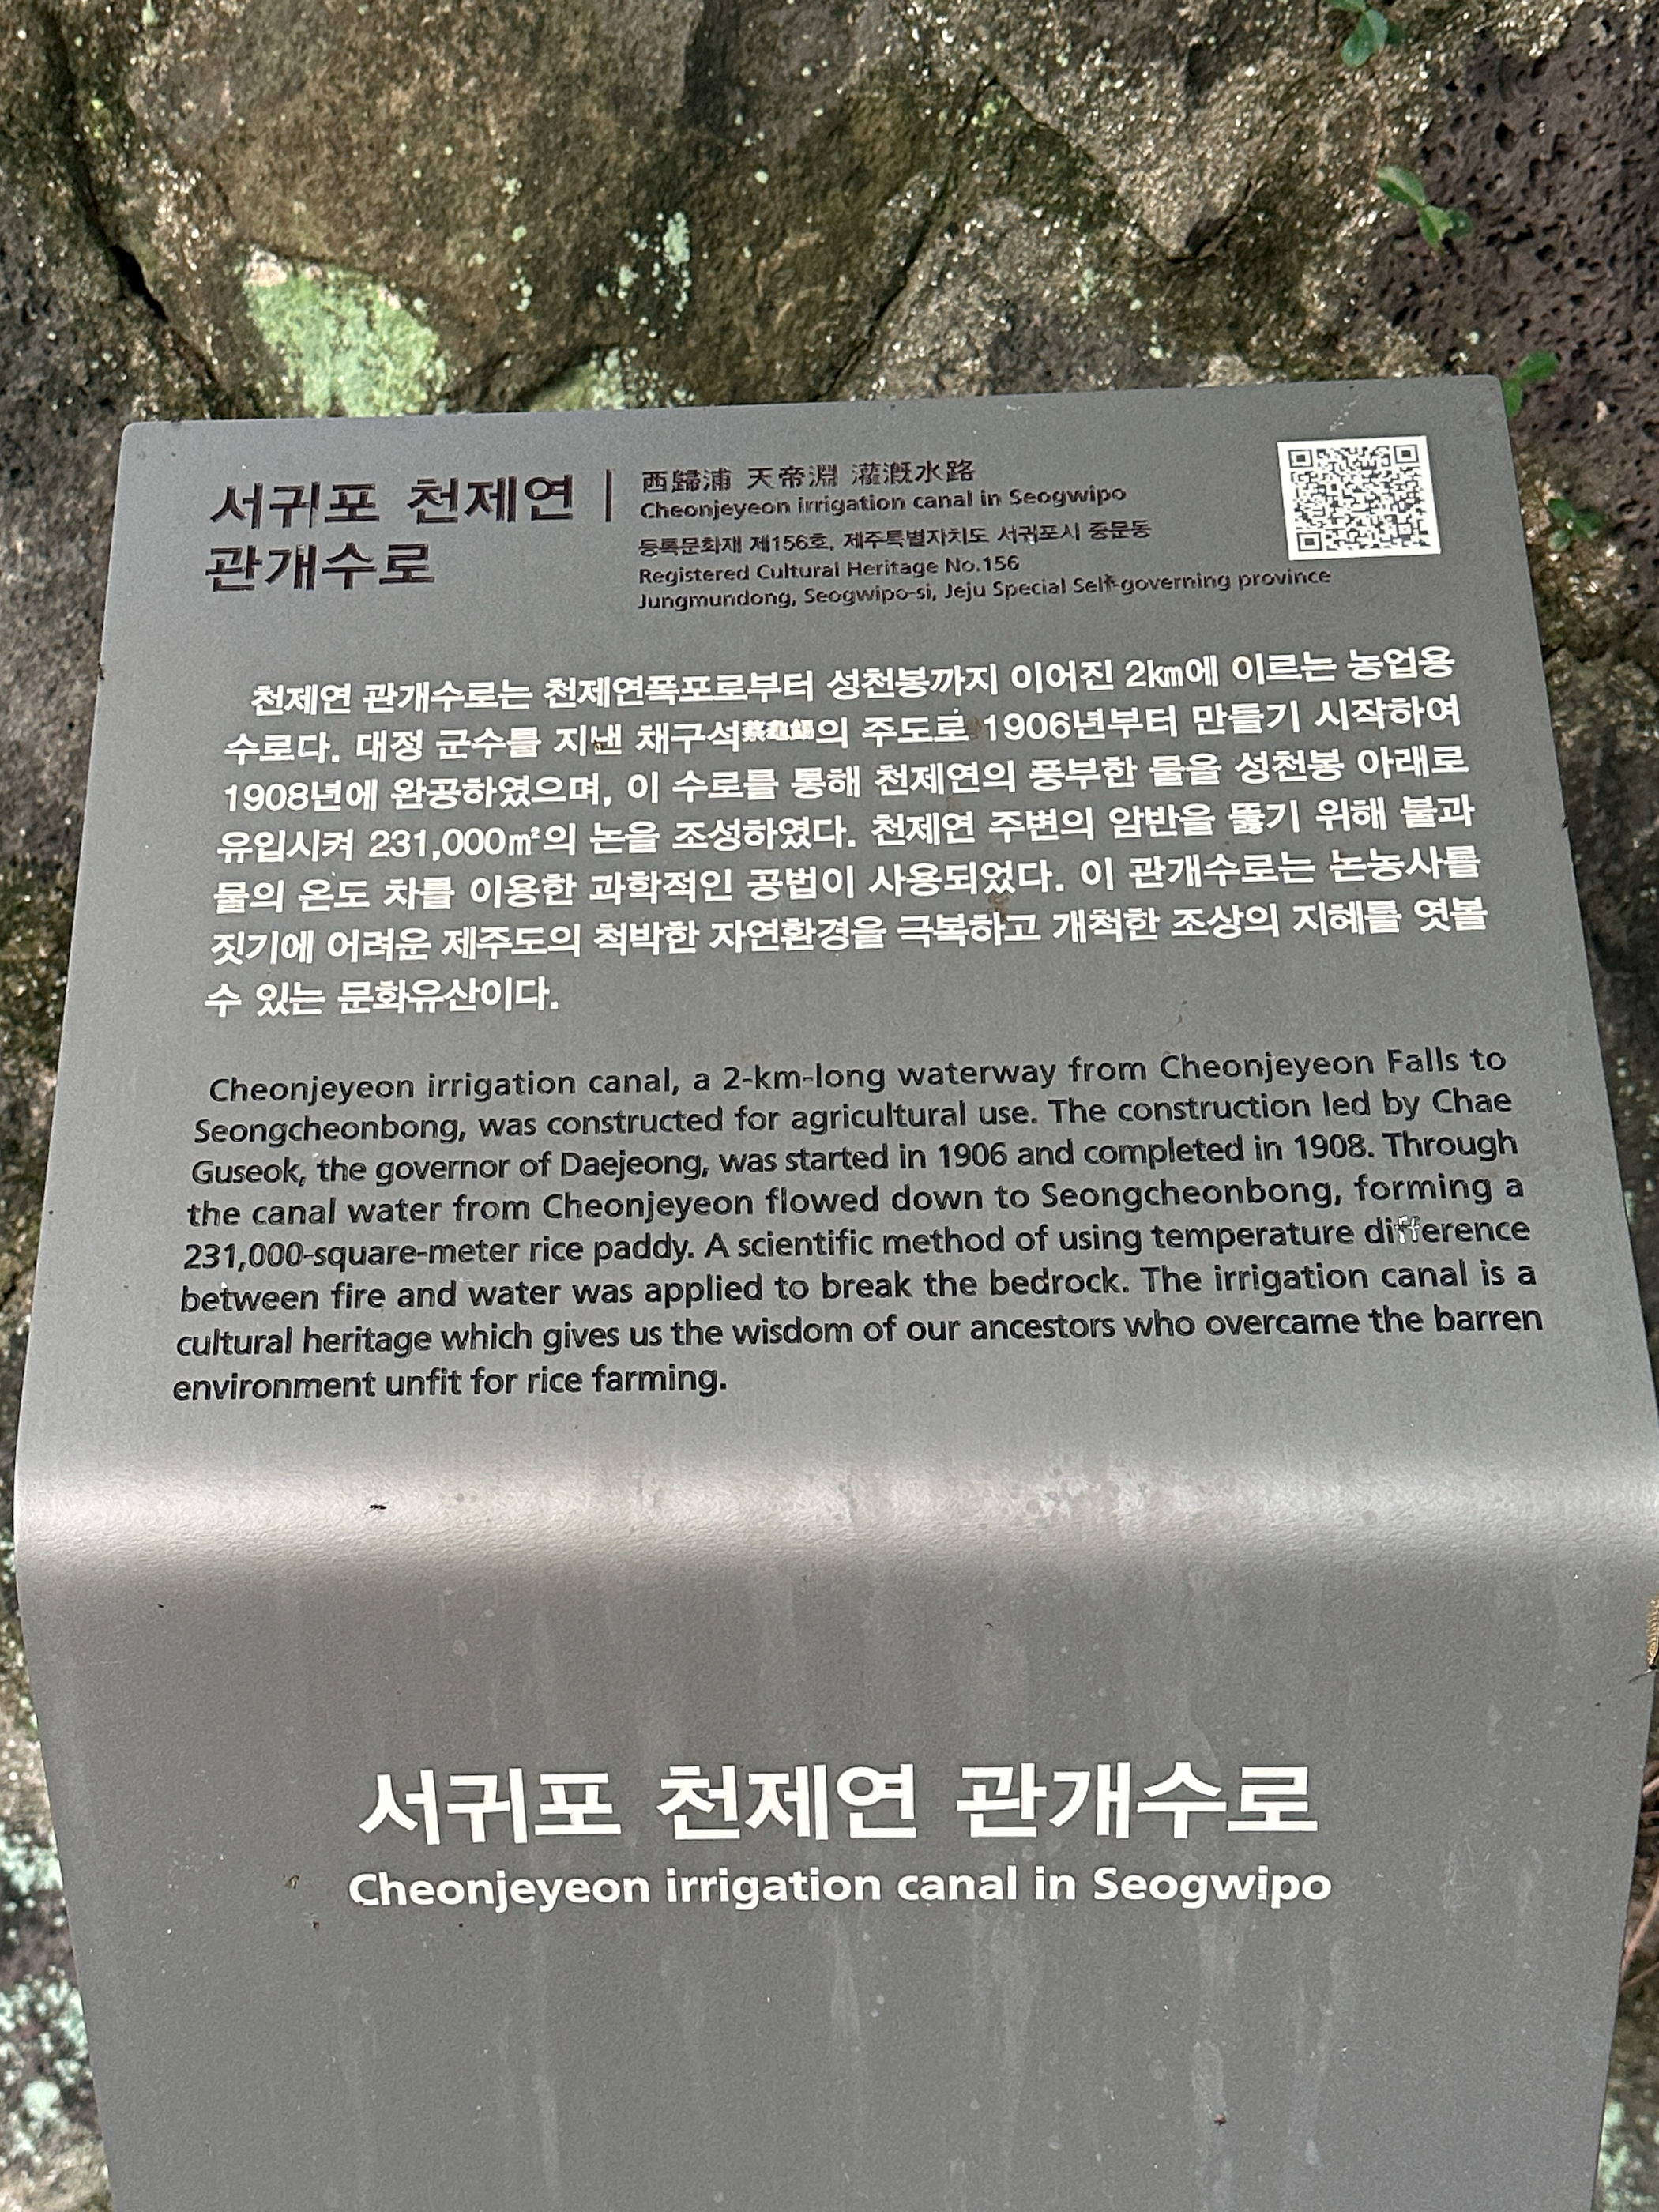 서귀포 천제연
관개수로
西歸浦 天帝淵 灌漑水路
Cheonjeyeon irrigation canal in Seogwipo
등록문화재 제156호, 제주특별자치도 서귀포시 중문동
Registered Cultural Heritage No.156
Jungmundong, Seogwipo-si, Jeju Special Self-governing province
천제연 관개수로는 천제연폭포로부터 성천봉까지 이어진 2㎞에 이르는 농업용
수로다. 대정 군수를 지낸 채구석蔡龜錫의 주도로 1906년부터 만들기 시작하여
1908년에 완공하였으며, 이 수로를 통해 천제연의 풍부한 물을 성천봉 아래로
유입시켜 231,000㎡의 논을 조성하였다. 천제연 주변의 암반을 뚫기 위해 불과
물의 온도 차를 이용한 과학적인 공법이 사용되었다. 이 관개수로는 논농사를
짓기에 어려운 제주도의 척박한 자연환경을 극복하고 개척한 조상의 지혜를 엿볼
수 있는 문화유산이다.
Cheonjeyeon irrigation canal, a 2-km-long waterway from Cheonjeyeon Falls to
Seongcheonbong, was constructed for agricultural use. The construction led by Chae
Guseok, the governor of Daejeong, was started in 1906 and completed in 1908. Through
the canal water from Cheonjeyeon flowed down to Seongcheonbong, forming a
231,000-square-meter rice paddy. A scientific method of using temperature difference
between fire and water was applied to break the bedrock. The irrigation canal is a
cultural heritage which gives us the wisdom of our ancestors who overcame the barren
environment unfit for rice farming.
서귀포 천제연 관개수로
Cheonjeyeon irrigation canal in Seogwipo